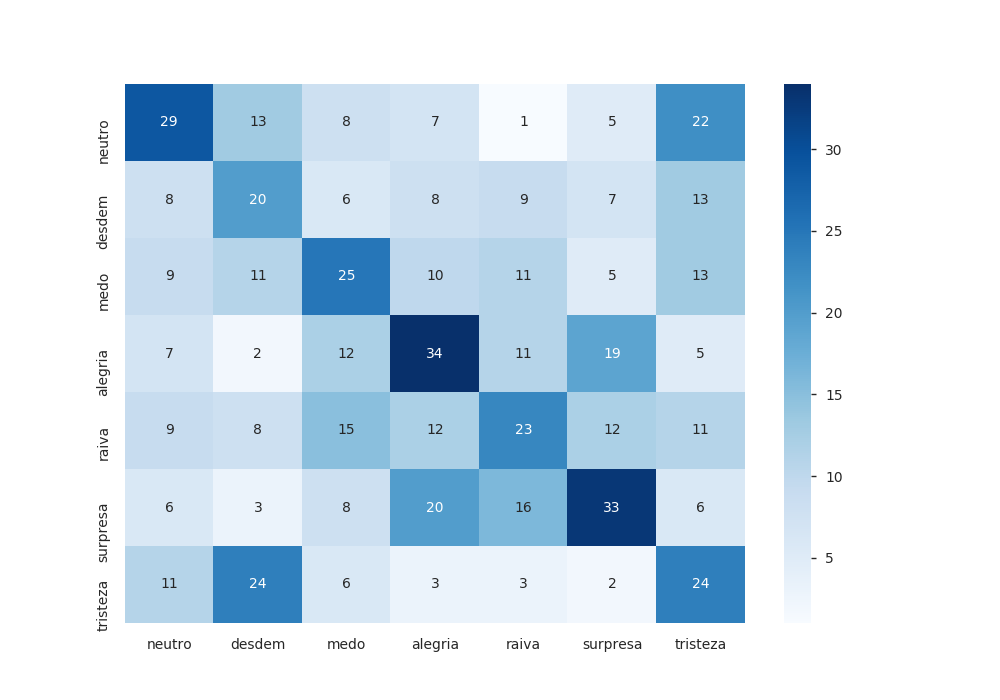 neutro 29 13 8 7 1 5 22
desdem 8 20 6 8 9 7 13
medo 9 11 25 10 11 5 13
alegria 7 2 12 34 11 19 5
raiva 9 8 15 12 23 12 11
surpresa 6 3 8 20 16 33 6
tristeza 11 24 6 3 3 2 24
neutro desdem medo alegria raiva surpresa tristeza
30
25
20
15
10
5